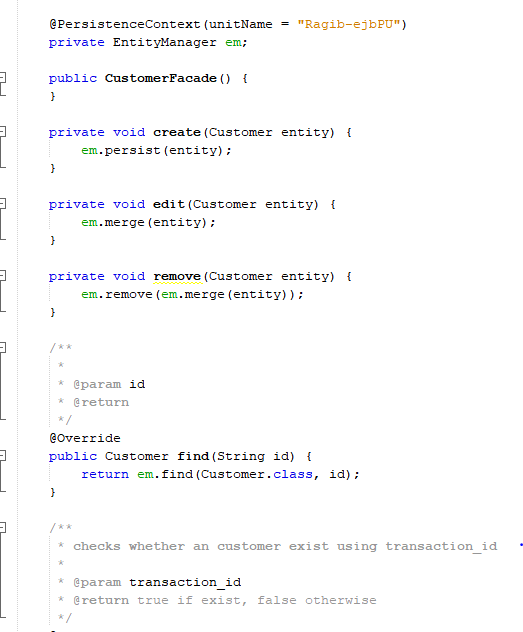 @PersistenceContext(unitName = "Ragib-ejbPU")
private EntityManager em;
public CustomerFacade() {
}
private void create(Customer entity) {
em.persist(entity);
}
private void edit(Customer entity) {
em.merge(entity);
}
private void remove(Customer entity) {
em.remove(em.merge(entity));
}
/**
*
* @param id
* @return
*/
@Override
public Customer find(String id) {
return em.find(Customer.class, id);
}
/**
* checks whether an customer exist using transaction_id
*
* @param transaction_id
* @return true if exist, false otherwise
*/